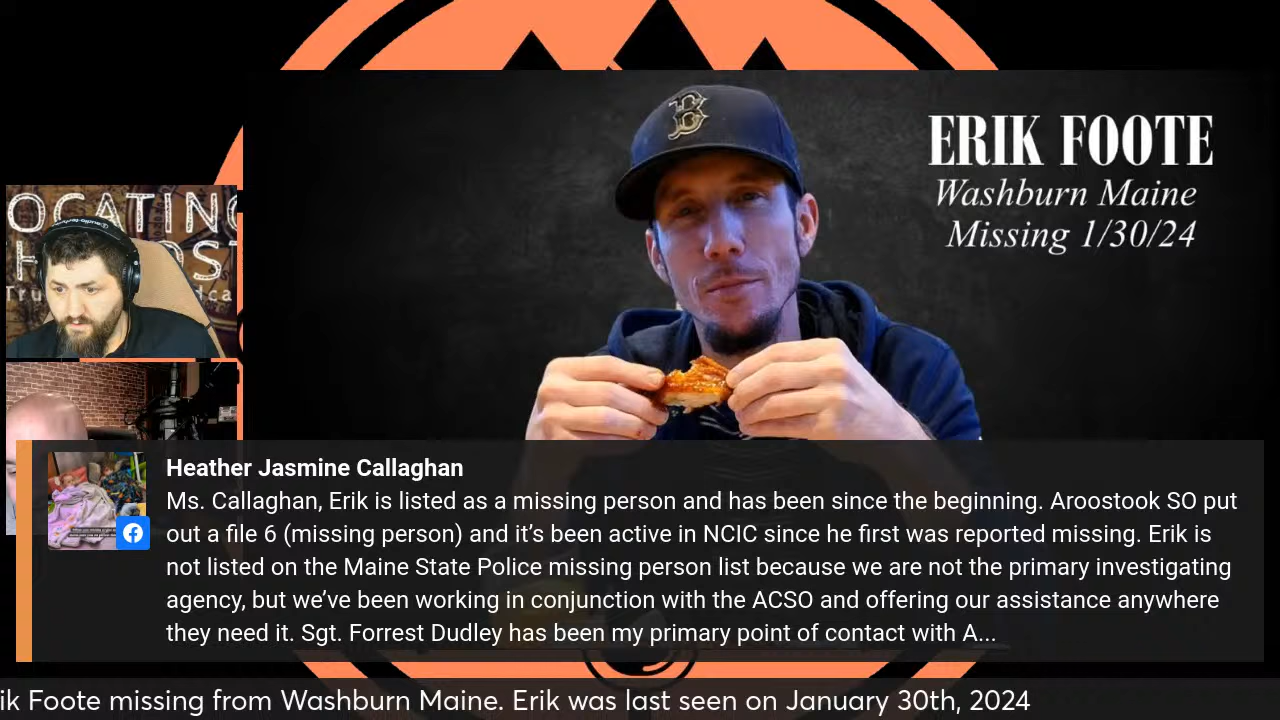 ERIK FOOTE
Washburn Maine
Missing 1/30/24
OCATING
Heather Jasmine Callaghan
Ms. Callaghan, Erik is listed as a missing person and has been since the beginning. Aroostook SO put
out a file 6 (missing person) and it’s been active in NCIC since he first was reported missing. Erik is
not listed on the Maine State Police missing person list because we are not the primary investigating
agency, but we’ve been working in conjunction with the ACSO and offering our assistance anywhere
they need it. Sgt. Forrest Dudley has been my primary point of contact with A...
ik Foote missing from Washburn Maine. Erik was last seen on January 30th, 2024